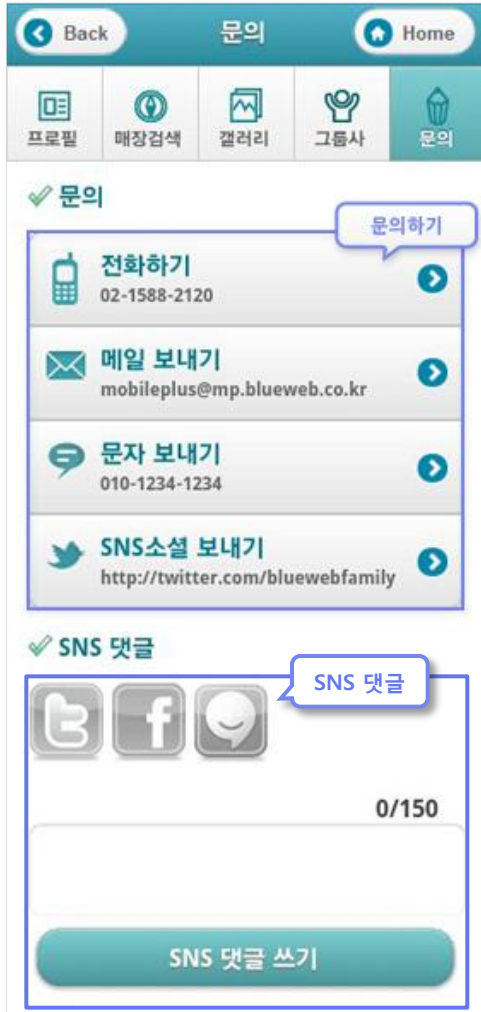 Back
문의
Home
프로필
매장검색
갤러리
그룹사
문의
문의
문의하기
전화하기
02-1588-2120
메일 보내기
mobileplus@mp.blueweb.co.kr
문자 보내기
010-1234-1234
SNS소셜 보내기
http://twitter.com/bluewebfamily
SNS 댓글
SNS 댓글
0/150
SNS 댓글 쓰기